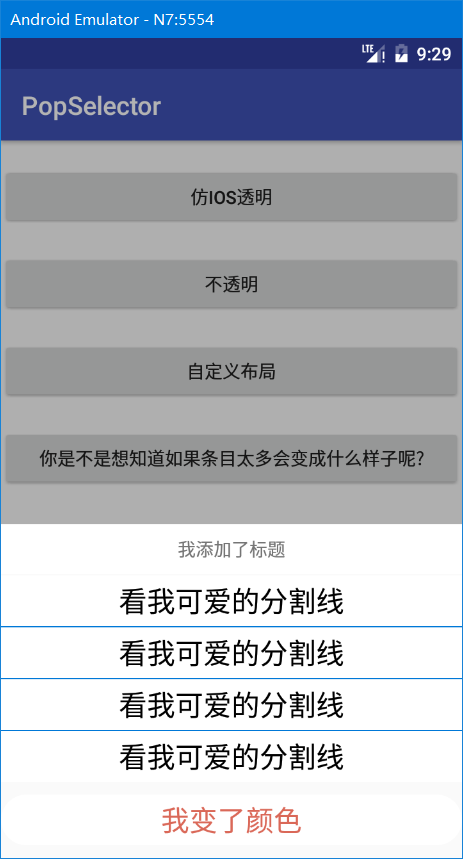 Android Emulator - N7:5554
LTE 9:29
PopSelector
仿IOS透明
不透明
自定义布局
你是不是想知道如果条目太多会变成什么样子呢?
我添加了标题
看我可爱的分割线
看我可爱的分割线
看我可爱的分割线
看我可爱的分割线
我变了颜色